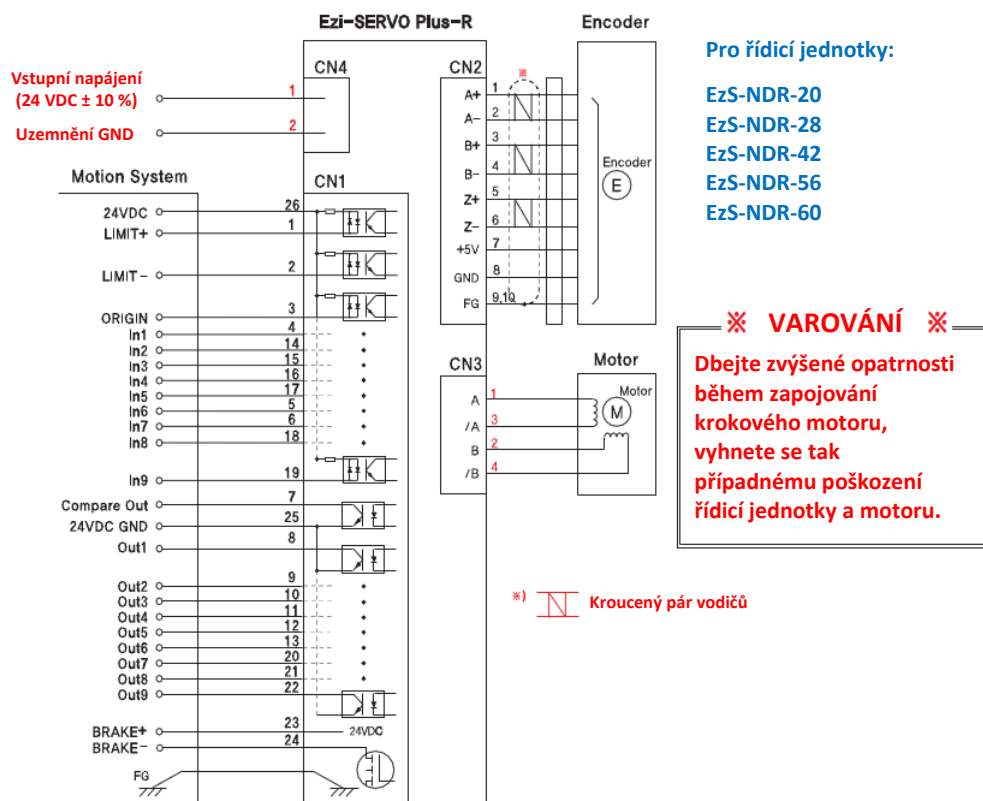 Ezi-SERVO Plus-R
Encoder
Pro řídicí jednotky:
EzS-NDR-20
EzS-NDR-28
EzS-NDR-42
EzS-NDR-56
EzS-NDR-60
Vstupní napájení
(24 VDC ± 10 %)
Uzemnění GND
CN4
1
2
CN2
※
A+ 1
A− 2
B+ 3
B− 4
Z+ 5
Z− 6
+5V 7
GND 8
FG 9,10
Encoder
E
Motion System
CN1
24VDC 26
LIMIT+ 1
LIMIT− 2
ORIGIN 3
In1 4
In2 14
In3 15
In4 16
In5 17
In6 5
In7 6
In8 18
In9 19
Compare Out 7
24VDC GND 25
Out1 8
Out2 9
Out3 10
Out4 11
Out5 12
Out6 13
Out7 20
Out8 21
Out9 22
BRAKE+ 23 24VDC
BRAKE− 24
FG
CN3
Motor
A 1
/A 3
B 2
/B 4
Motor
M
※ VAROVÁNÍ ※
Dbejte zvýšené opatrnosti
během zapojování
krokového motoru,
vyhnete se tak
případnému poškození
řídicí jednotky a motoru.
※) Kroucený pár vodičů